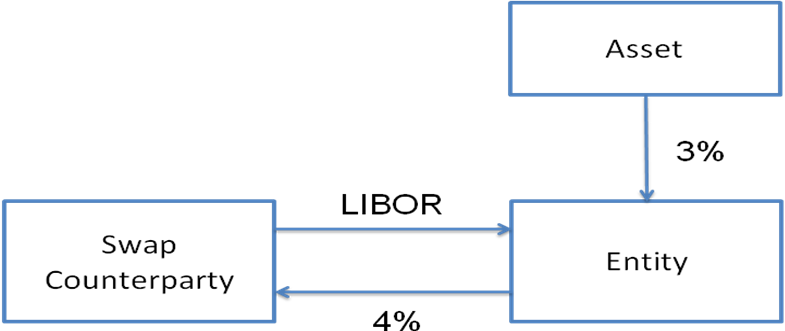 Asset
3%
LIBOR
Swap
Counterparty
Entity
4%